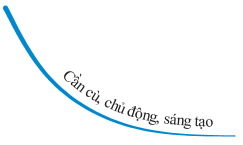 Cần cù, chủ động, sáng tạo